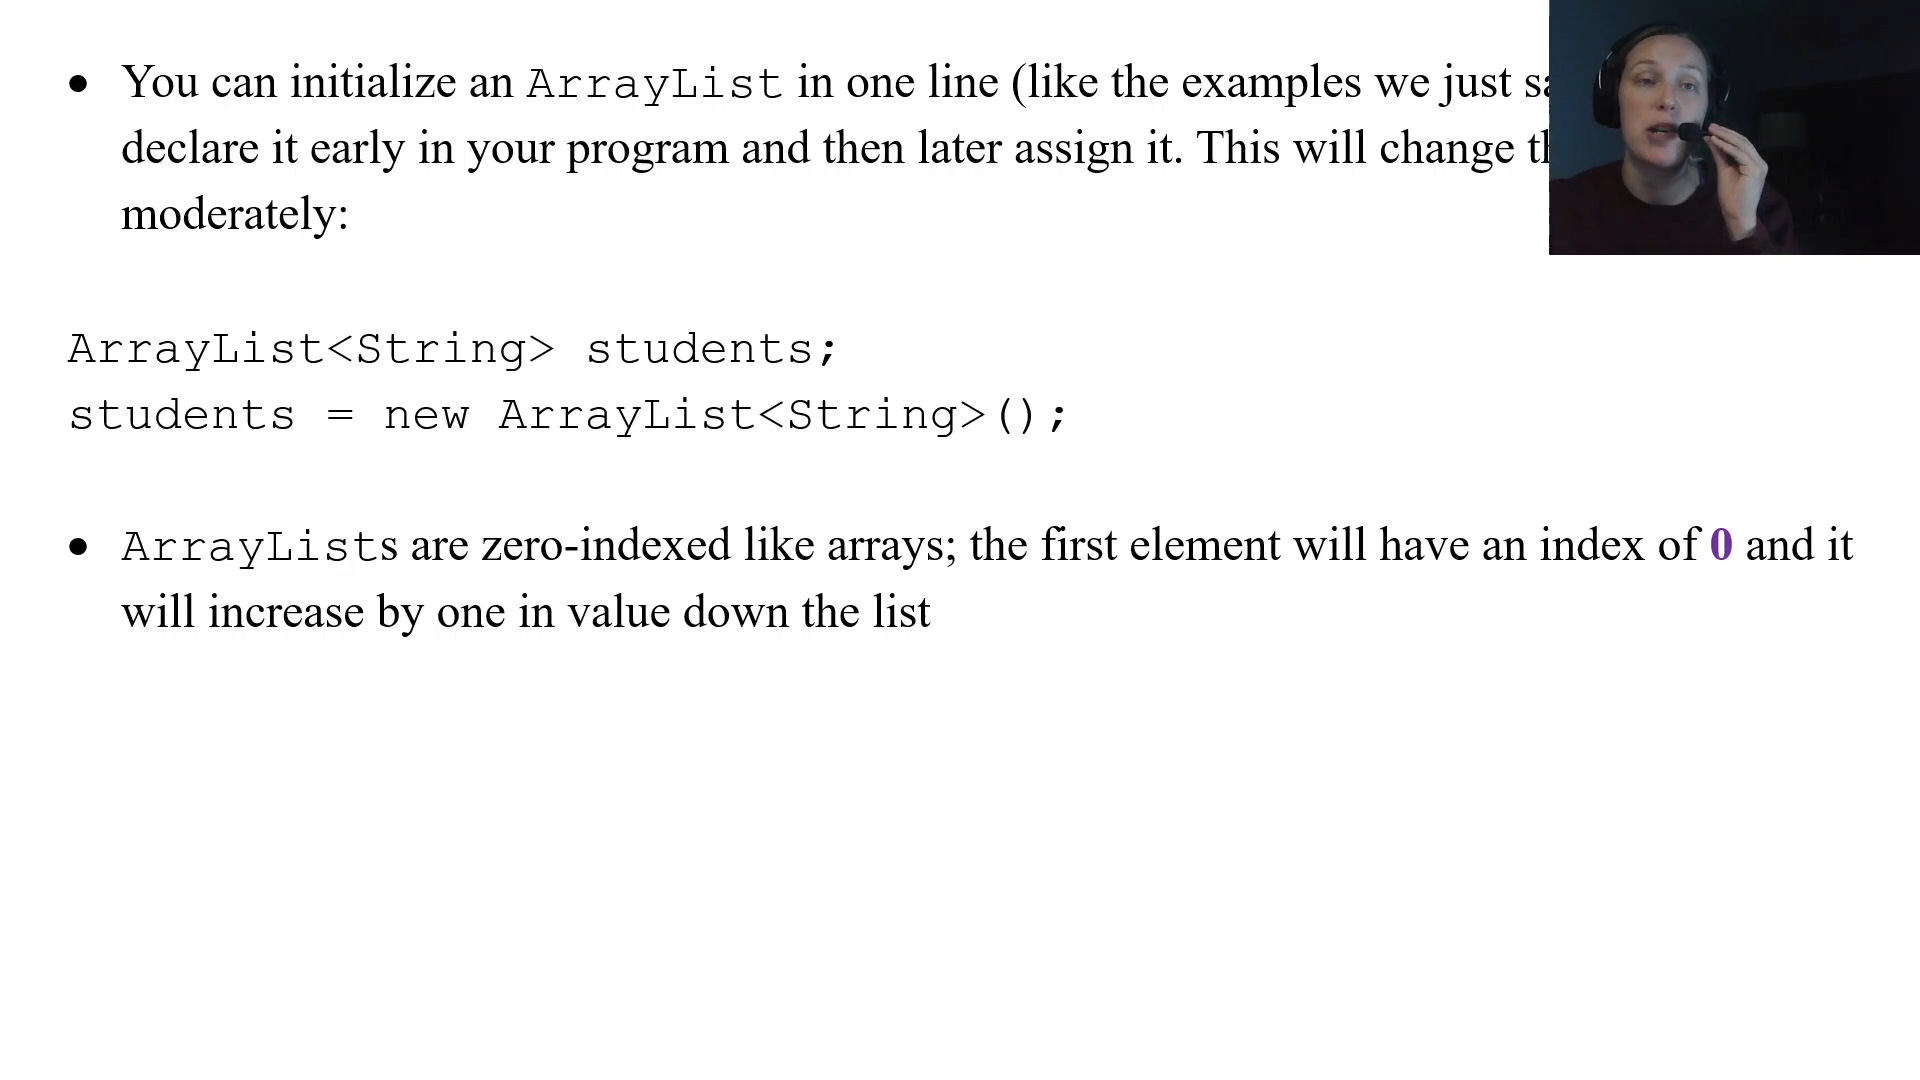 • You can initialize an ArrayList in one line (like the examples we just
declare it early in your program and then later assign it. This will change
moderately:
ArrayList<String> students;
students = new ArrayList<String>();
• ArrayLists are zero-indexed like arrays; the first element will have an index of 0 and it
will increase by one in value down the list